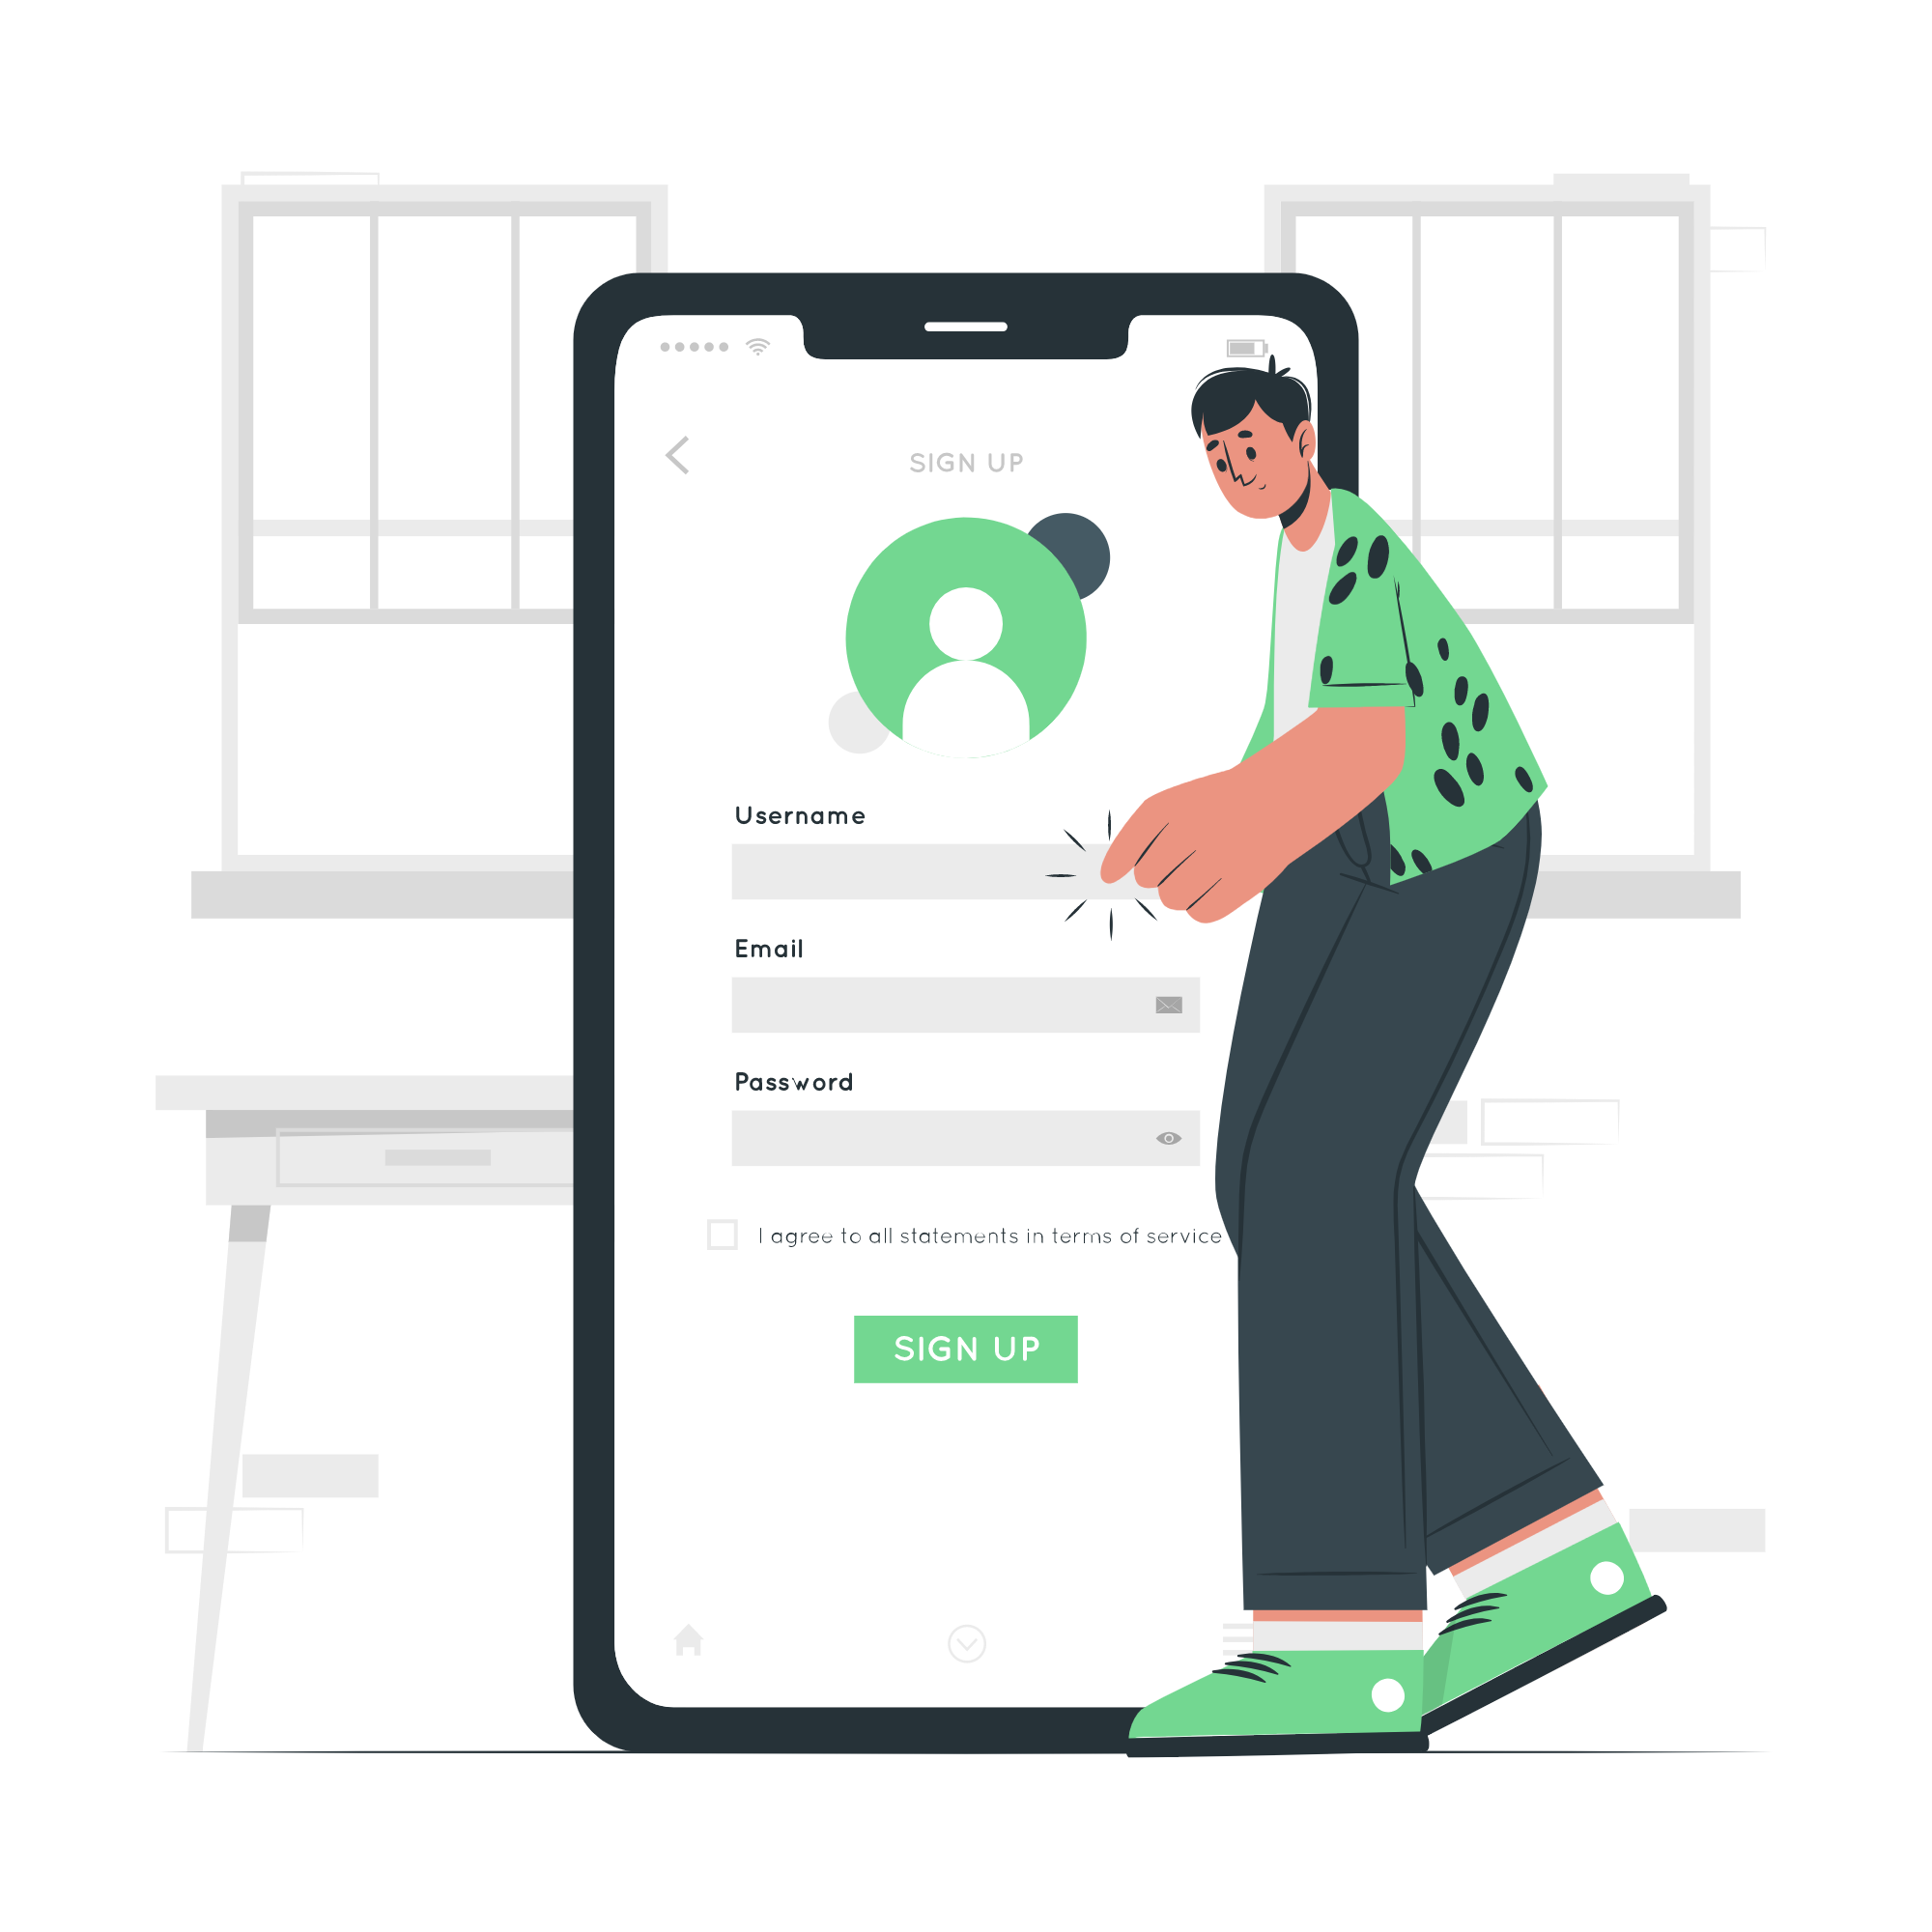 SIGN UP
Username
Email
Password
I agree to all statements in terms of service
SIGN UP